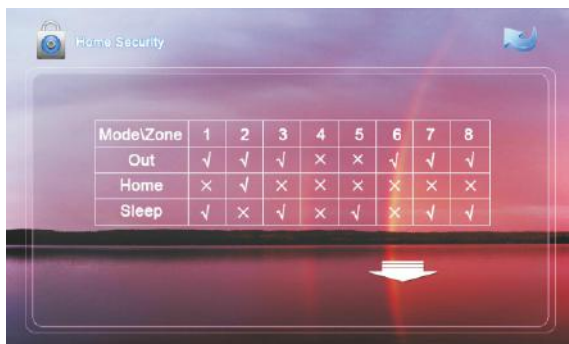 Home Security
Mode\Zone 1 2 3 4 5 6 7 8
Out √ √ √ × × √ √ √
Home × √ × × × × × ×
Sleep √ × √ × √ × √ √